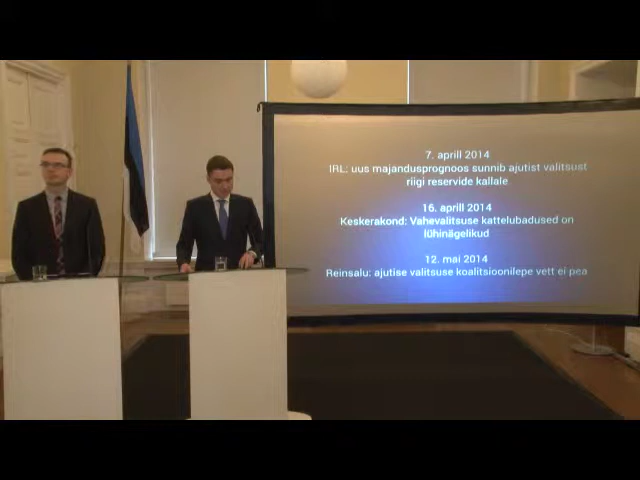 7. aprill 2014
IRL: uus majandusprognoos sunnib ajutist valitsust
riigi reservide kallale
16. aprill 2014
Keskerakond: Vahevalitsuse kattelubadused on
lühinägelikud
12. mai 2014
Reinsalu: ajutise valitsuse koalitsioonilepe vett ei pea